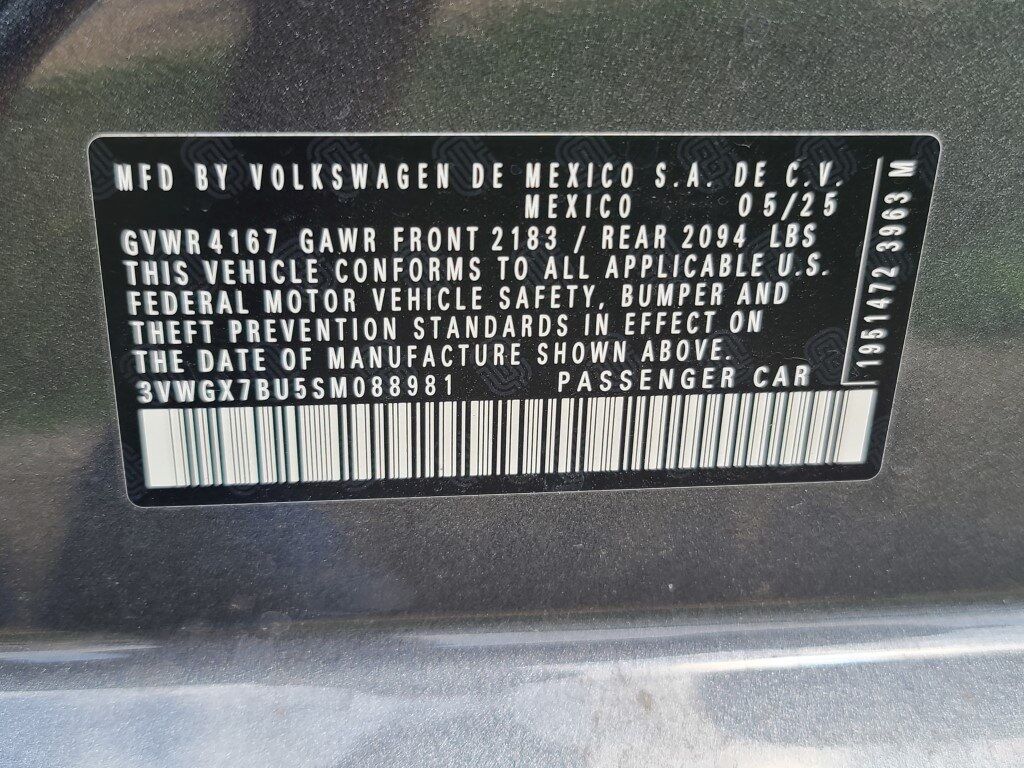 MFD BY VOLKSWAGEN DE MEXICO S.A. DE C.V.
MEXICO 05/25
GVWR 4167 GAWR FRONT 2183 / REAR 2094 LBS
THIS VEHICLE CONFORMS TO ALL APPLICABLE U.S.
FEDERAL MOTOR VEHICLE SAFETY, BUMPER AND
THEFT PREVENTION STANDARDS IN EFFECT ON
THE DATE OF MANUFACTURE SHOWN ABOVE.
3VWGX7BU5SM088981 PASSENGER CAR
1951472 3963 M